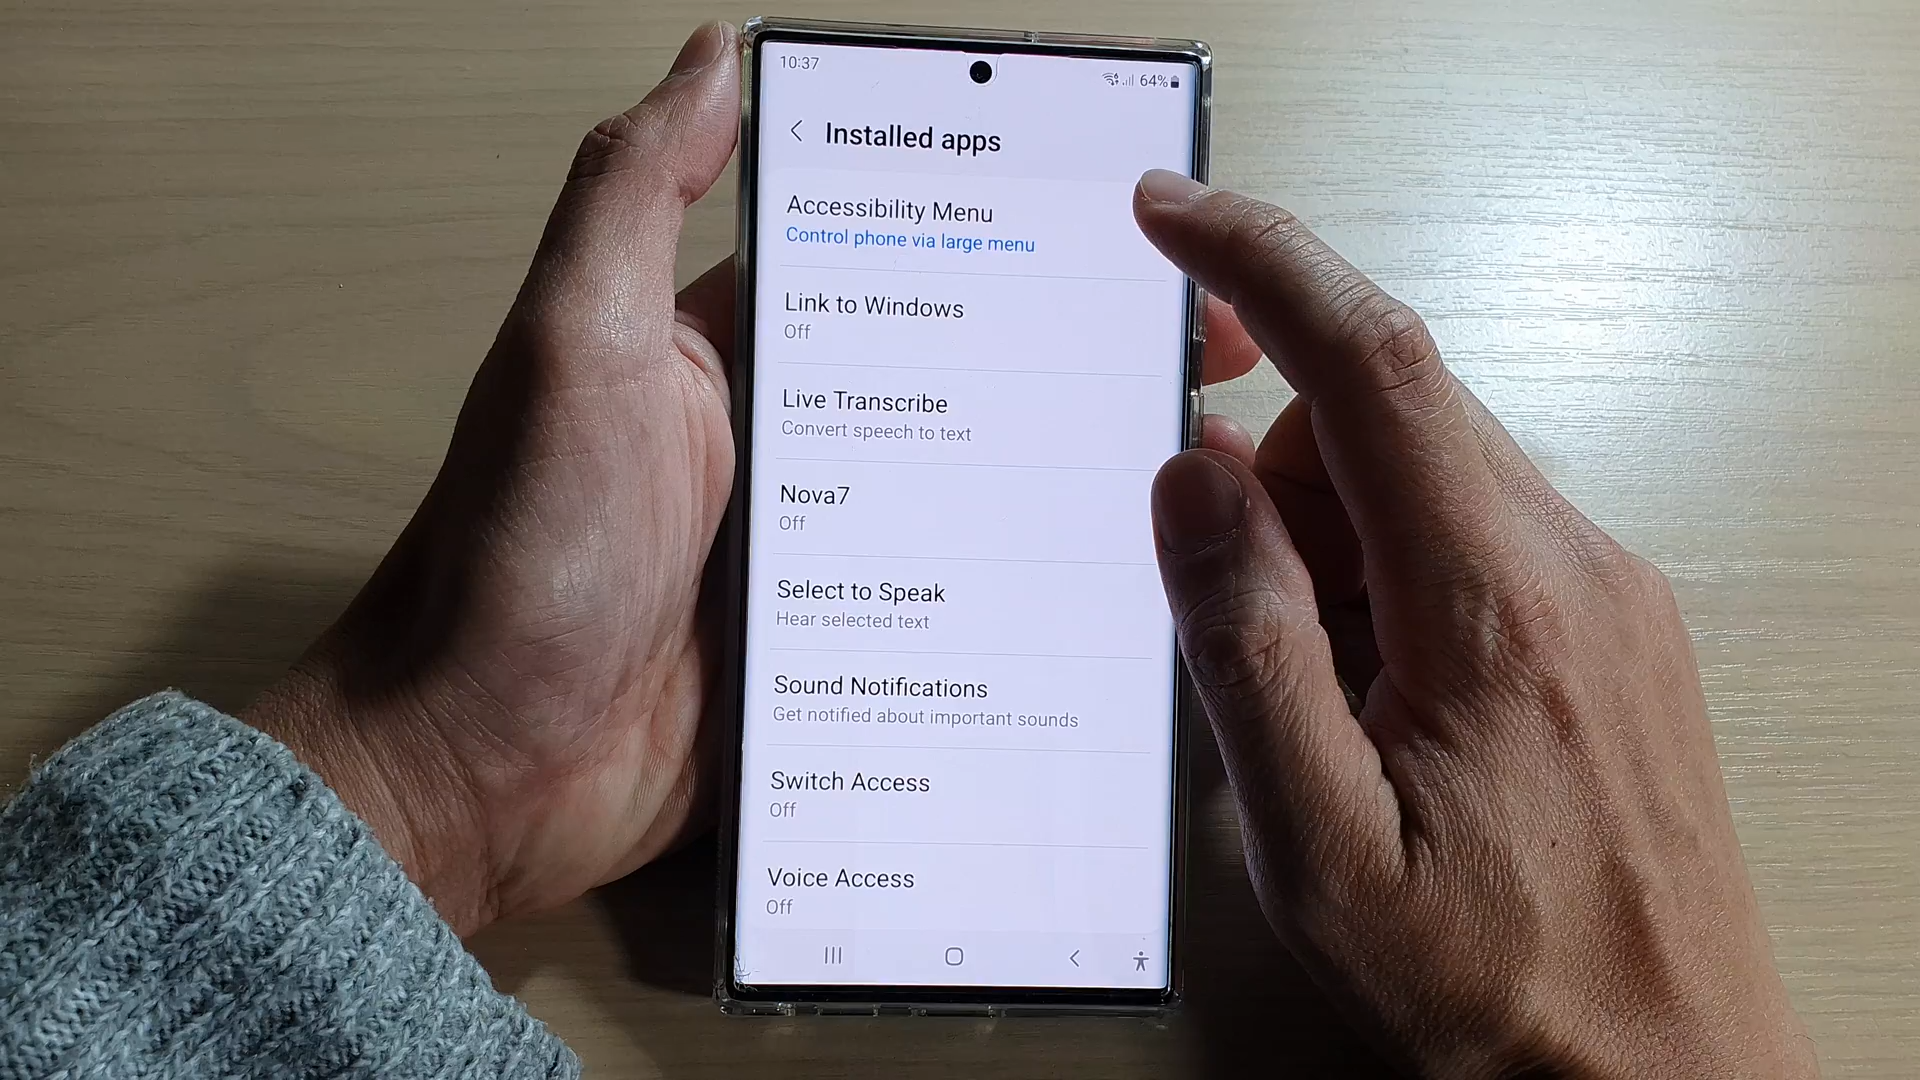 10:37
64%
Installed apps
Accessibility Menu
Control phone via large menu
Link to Windows
Off
Live Transcribe
Convert speech to text
Nova7
Off
Select to Speak
Hear selected text
Sound Notifications
Get notified about important sounds
Switch Access
Off
Voice Access
Off